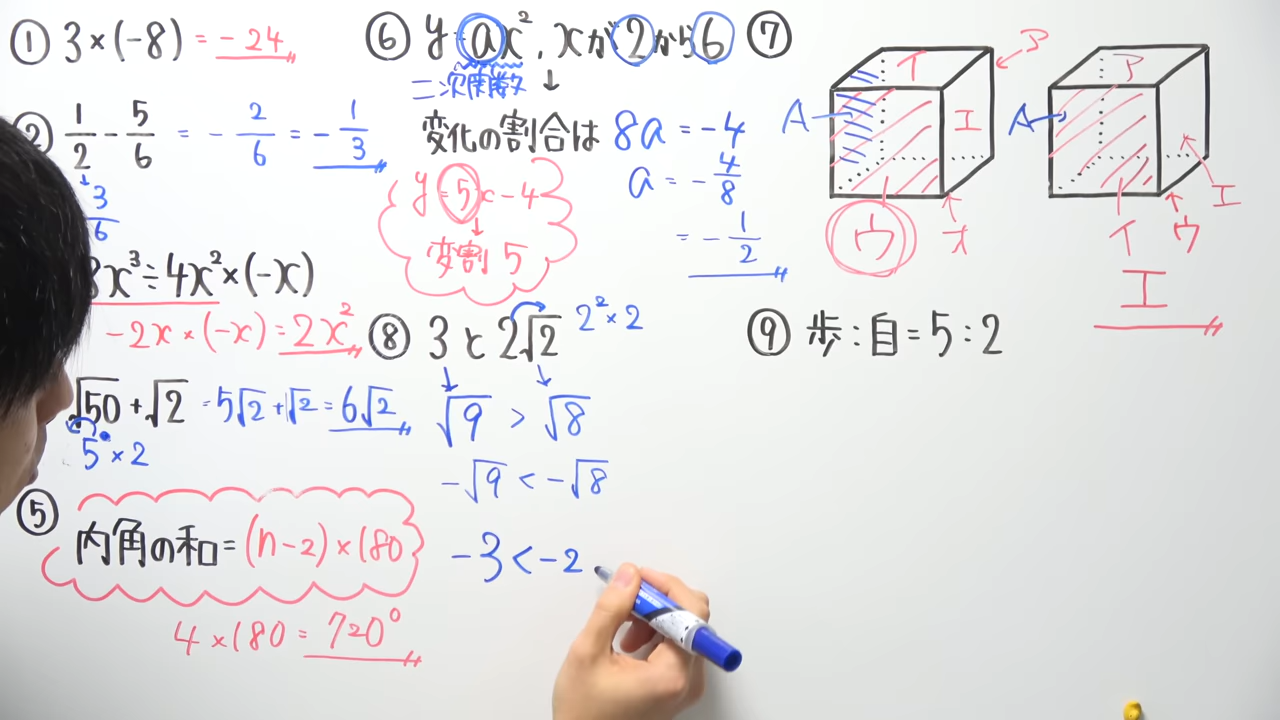 ① 3×(-8) = -24
② 1/2 - 5/6 = - 2/6 = - 1/3
3/6
8x³÷4x²×(-x)
-2x×(-x) = 2x²
√50+√2 = 5√2+√2 = 6√2
5²×2
⑤ 内角の和=(n-2)×180
4×180 = 720°
⑥ y=ax², xが2から6
二次関数 ↓
変化の割合は 8a = -4
a = - 4/8
= - 1/2
y=5x-4
↓
変割 5
⑦
A イ ア エ ウ オ
A ア エ イ ウ
エ
⑧ 3と2√2 2²×2
√9 > √8
-√9 < -√8
-3<-2
⑨ 歩:自=5:2